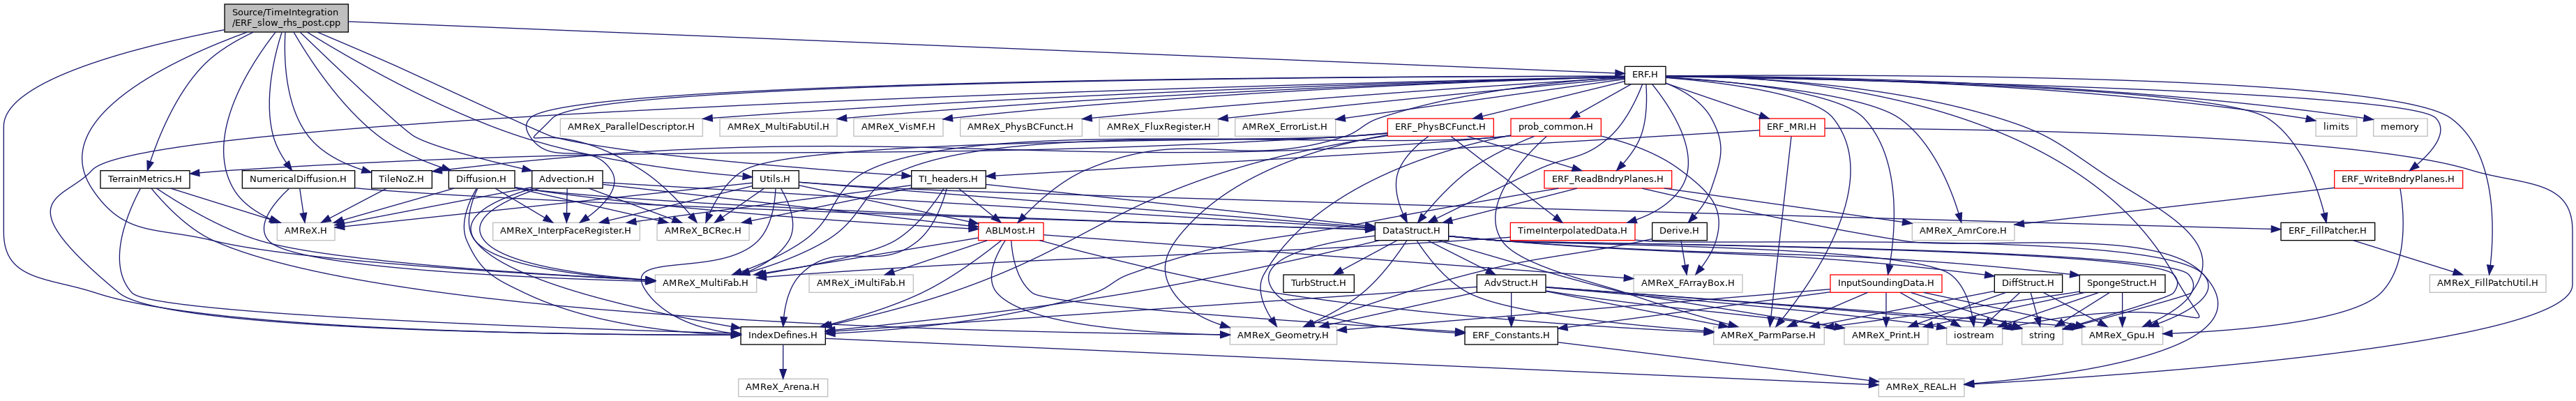 Source/TimeIntegration
/ERF_slow_rhs_post.cpp
ERF.H
AMReX_ParallelDescriptor.H
AMReX_MultiFabUtil.H
AMReX_VisMF.H
AMReX_PhysBCFunct.H
AMReX_FluxRegister.H
AMReX_ErrorList.H
ERF_PhysBCFunct.H
prob_common.H
ERF_MRI.H
limits
memory
TerrainMetrics.H
NumericalDiffusion.H
TileNoZ.H
Diffusion.H
Advection.H
Utils.H
TI_headers.H
ERF_ReadBndryPlanes.H
ERF_WriteBndryPlanes.H
AMReX.H
AMReX_InterpFaceRegister.H
AMReX_BCRec.H
ABLMost.H
DataStruct.H
TimeInterpolatedData.H
Derive.H
AMReX_AmrCore.H
ERF_FillPatcher.H
AMReX_MultiFab.H
AMReX_iMultiFab.H
TurbStruct.H
AdvStruct.H
AMReX_FArrayBox.H
InputSoundingData.H
DiffStruct.H
SpongeStruct.H
AMReX_FillPatchUtil.H
IndexDefines.H
AMReX_Geometry.H
ERF_Constants.H
AMReX_ParmParse.H
AMReX_Print.H
iostream
string
AMReX_Gpu.H
AMReX_Arena.H
AMReX_REAL.H